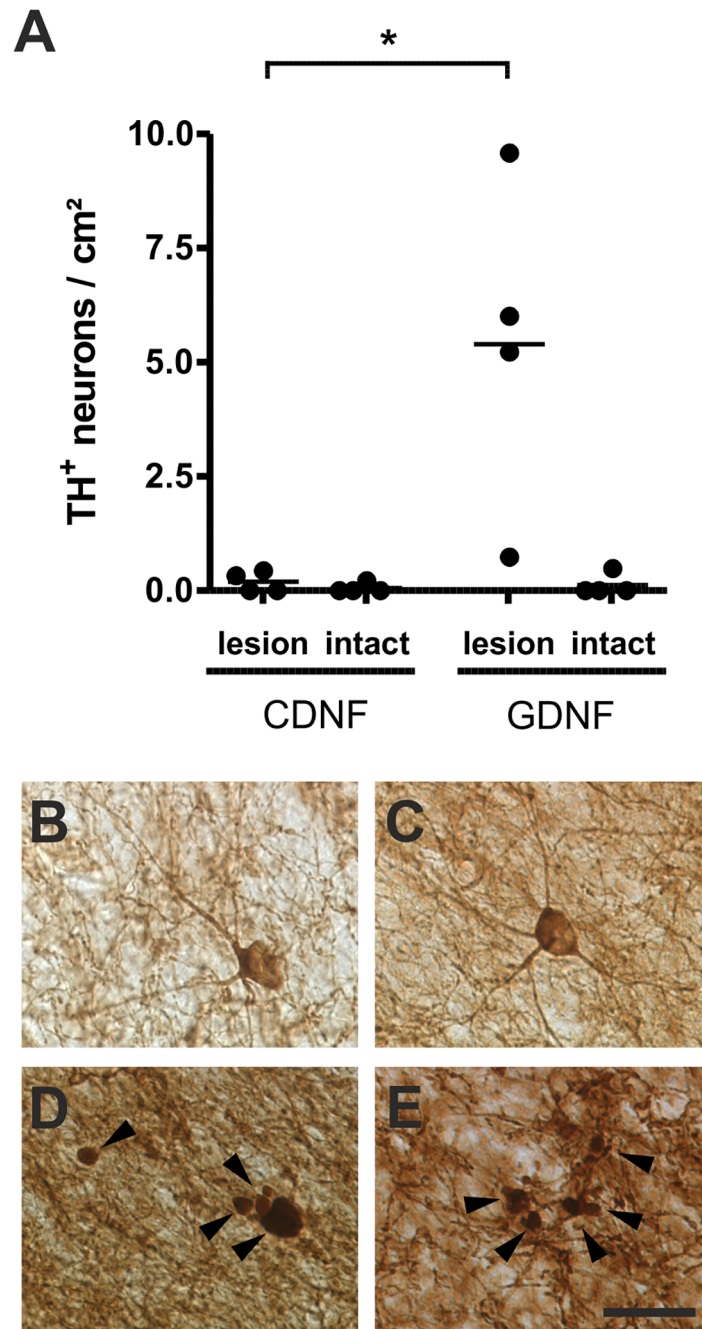 A
*
10.0
7.5
5.0
2.5
0.0
TH⁺ neurons / cm²
lesion intact lesion intact
CDNF GDNF
B C
D E